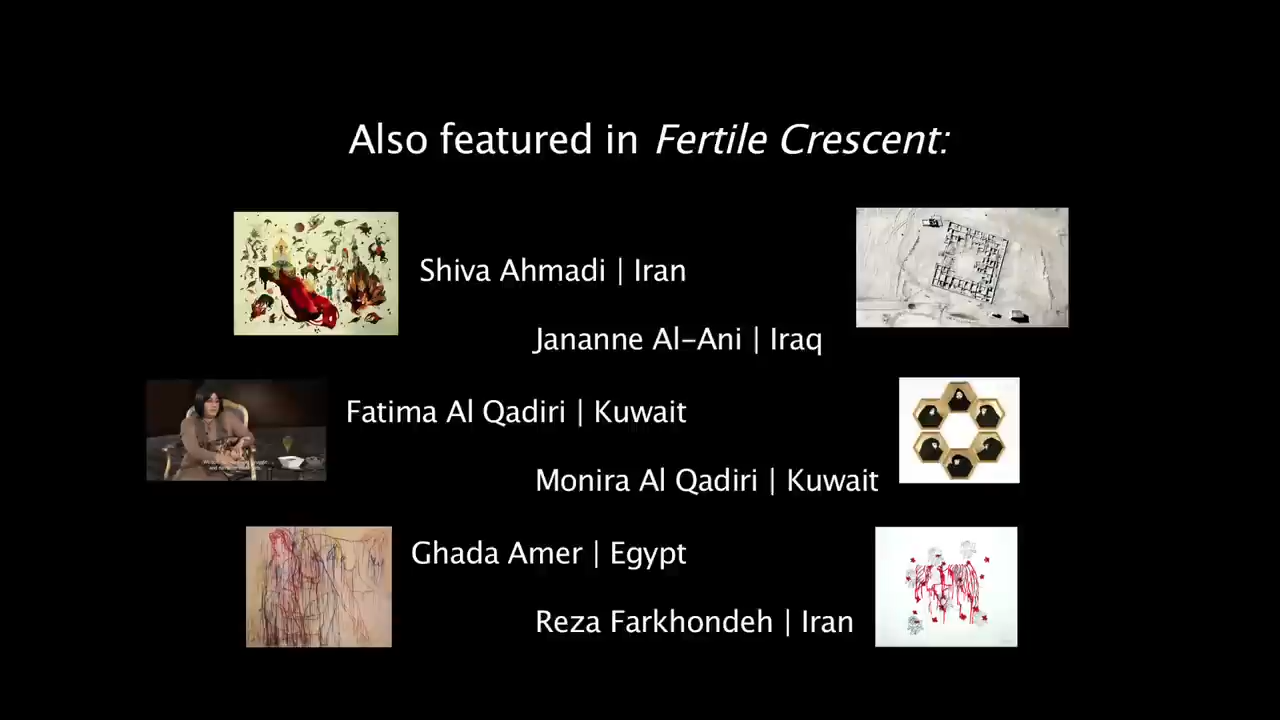 Also featured in Fertile Crescent:
Shiva Ahmadi | Iran
Jananne Al-Ani | Iraq
Fatima Al Qadiri | Kuwait
Monira Al Qadiri | Kuwait
Ghada Amer | Egypt
Reza Farkhondeh | Iran